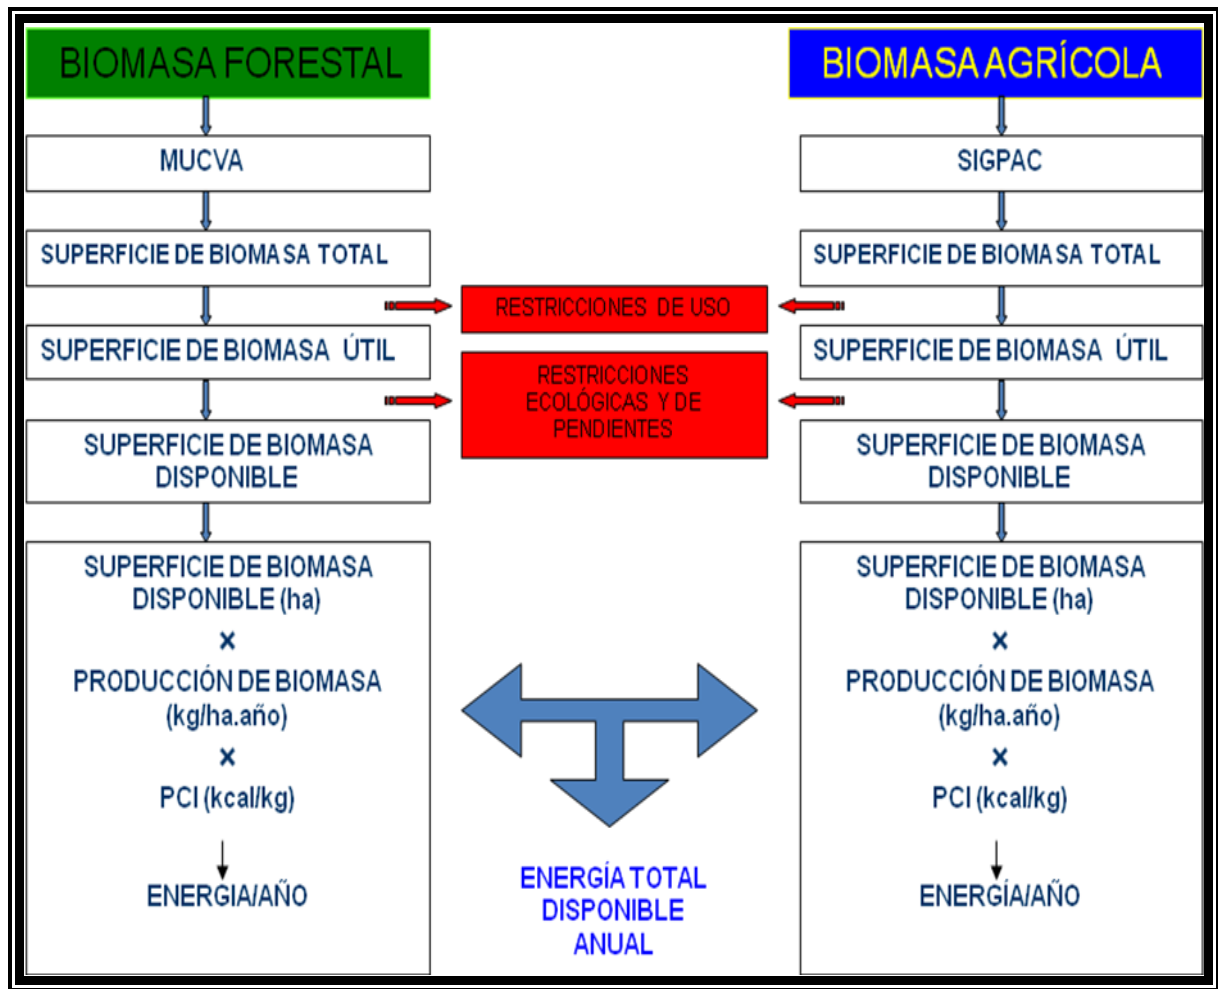 BIOMASA FORESTAL
MUCVA
SUPERFICIE DE BIOMASA TOTAL
SUPERFICIE DE BIOMASA ÚTIL
SUPERFICIE DE BIOMASA
DISPONIBLE
SUPERFICIE DE BIOMASA
DISPONIBLE (ha)
×
PRODUCCIÓN DE BIOMASA
(kg/ha.año)
×
PCI (kcal/kg)
ENERGÍA/AÑO
RESTRICCIONES DE USO
RESTRICCIONES
ECOLÓGICAS Y DE
PENDIENTES
ENERGÍA TOTAL
DISPONIBLE
ANUAL
BIOMASA AGRÍCOLA
SIGPAC
SUPERFICIE DE BIOMASA TOTAL
SUPERFICIE DE BIOMASA ÚTIL
SUPERFICIE DE BIOMASA
DISPONIBLE
SUPERFICIE DE BIOMASA
DISPONIBLE (ha)
×
PRODUCCIÓN DE BIOMASA
(kg/ha.año)
×
PCI (kcal/kg)
ENERGÍA/AÑO